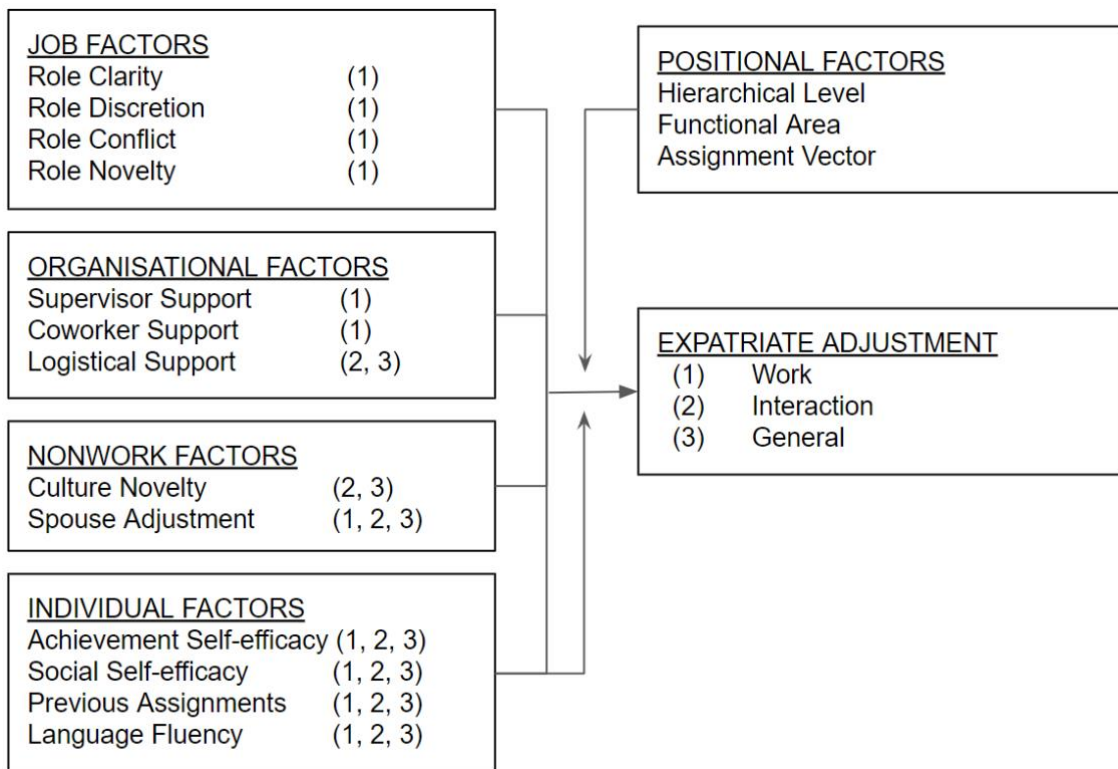 JOB FACTORS
Role Clarity (1)
Role Discretion (1)
Role Conflict (1)
Role Novelty (1)
ORGANISATIONAL FACTORS
Supervisor Support (1)
Coworker Support (1)
Logistical Support (2, 3)
NONWORK FACTORS
Culture Novelty (2, 3)
Spouse Adjustment (1, 2, 3)
INDIVIDUAL FACTORS
Achievement Self-efficacy (1, 2, 3)
Social Self-efficacy (1, 2, 3)
Previous Assignments (1, 2, 3)
Language Fluency (1, 2, 3)
POSITIONAL FACTORS
Hierarchical Level
Functional Area
Assignment Vector
EXPATRIATE ADJUSTMENT
(1) Work
(2) Interaction
(3) General